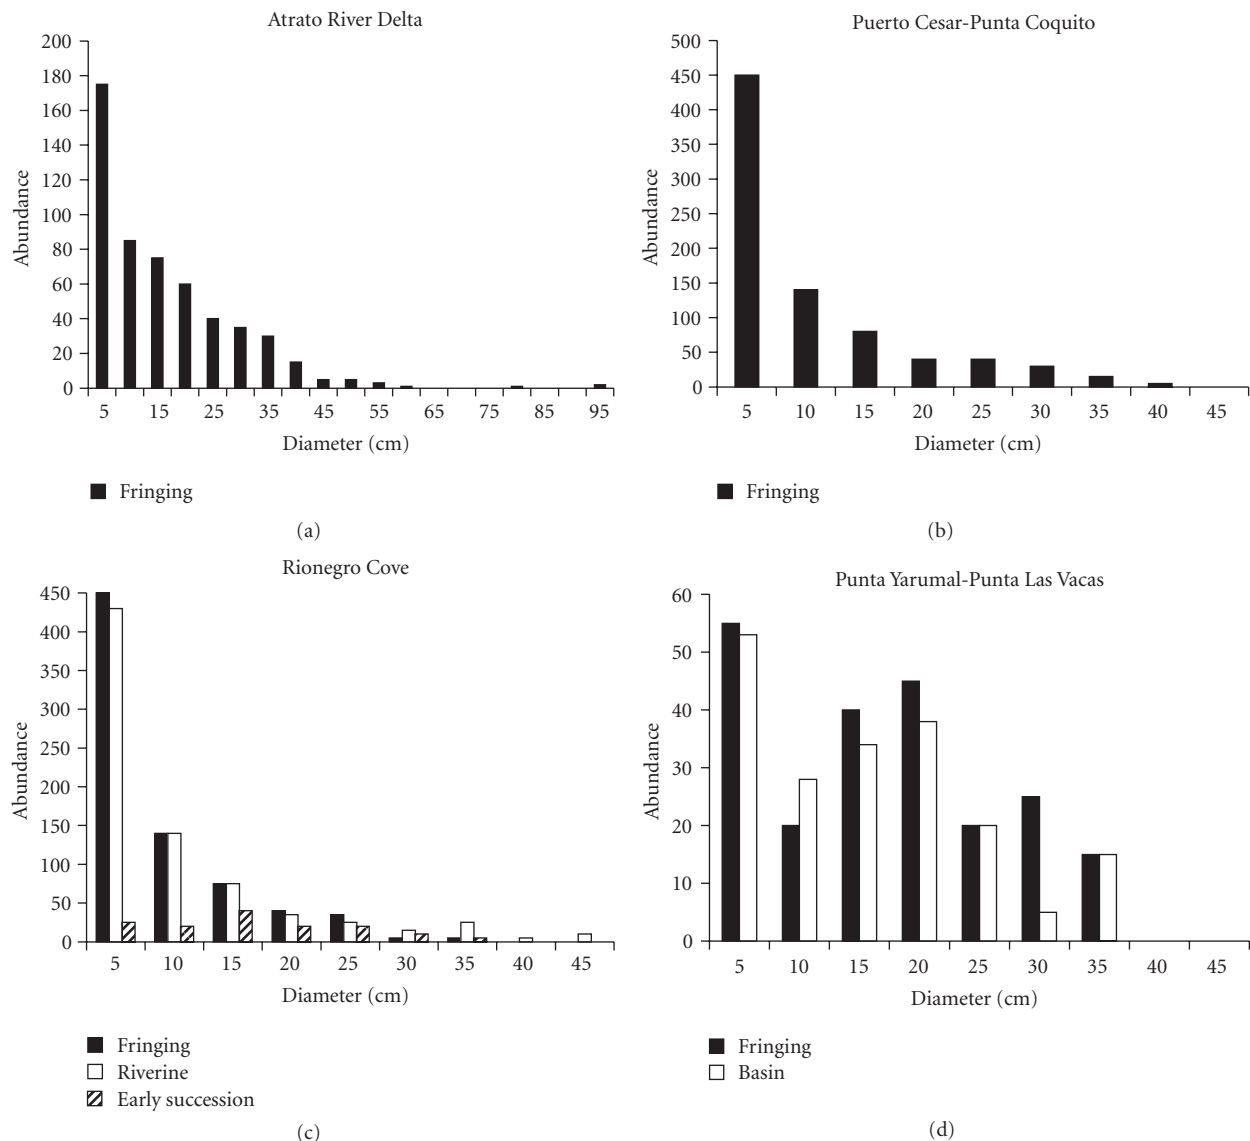 Atrato River Delta
200
180
160
140
120
100
80
60
40
20
0
Abundance
5 15 25 35 45 55 65 75 85 95
Diameter (cm)
Fringing
(a)
Puerto Cesar-Punta Coquito
500
450
400
350
300
250
200
150
100
50
0
Abundance
5 10 15 20 25 30 35 40 45
Diameter (cm)
Fringing
(b)
Rionegro Cove
450
400
350
300
250
200
150
100
50
0
Abundance
5 10 15 20 25 30 35 40 45
Diameter (cm)
Fringing
Riverine
Early succession
(c)
Punta Yarumal-Punta Las Vacas
60
50
40
30
20
10
0
Abundance
5 10 15 20 25 30 35 40 45
Diameter (cm)
Fringing
Basin
(d)